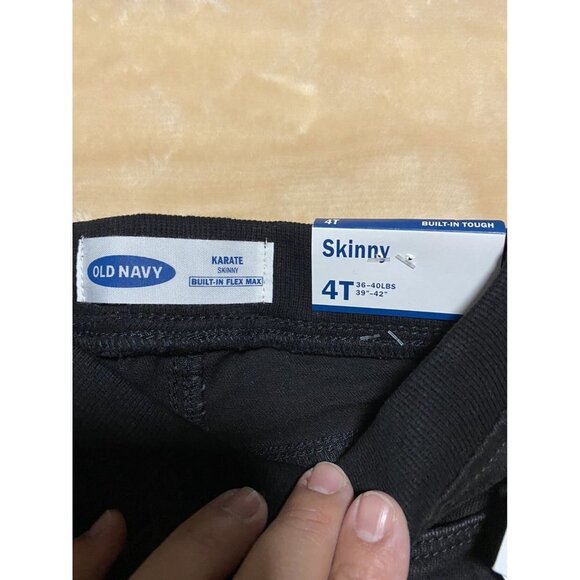 OLD NAVY
KARATE
SKINNY
BUILT-IN FLEX MAX
4T BUILT-IN TOUGH
Skinny
4T 36-40LBS
39"-42"